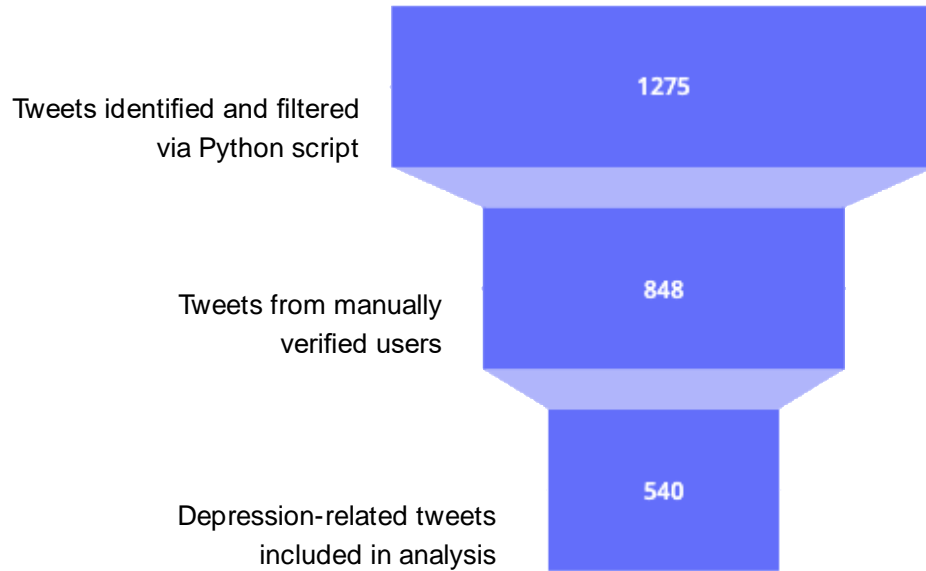 1275
Tweets identified and filtered
via Python script
848
Tweets from manually
verified users
540
Depression-related tweets
included in analysis